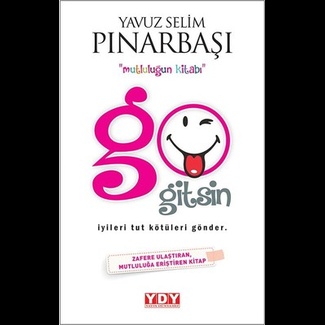 YAVUZ SELİM
PINARBAŞI
"mutluluğun kitabı"
go
gitsin
iyileri tut kötüleri gönder.
ZAFERE ULAŞTIRAN,
MUTLULUĞA ERİŞTİREN KİTAP
YDY